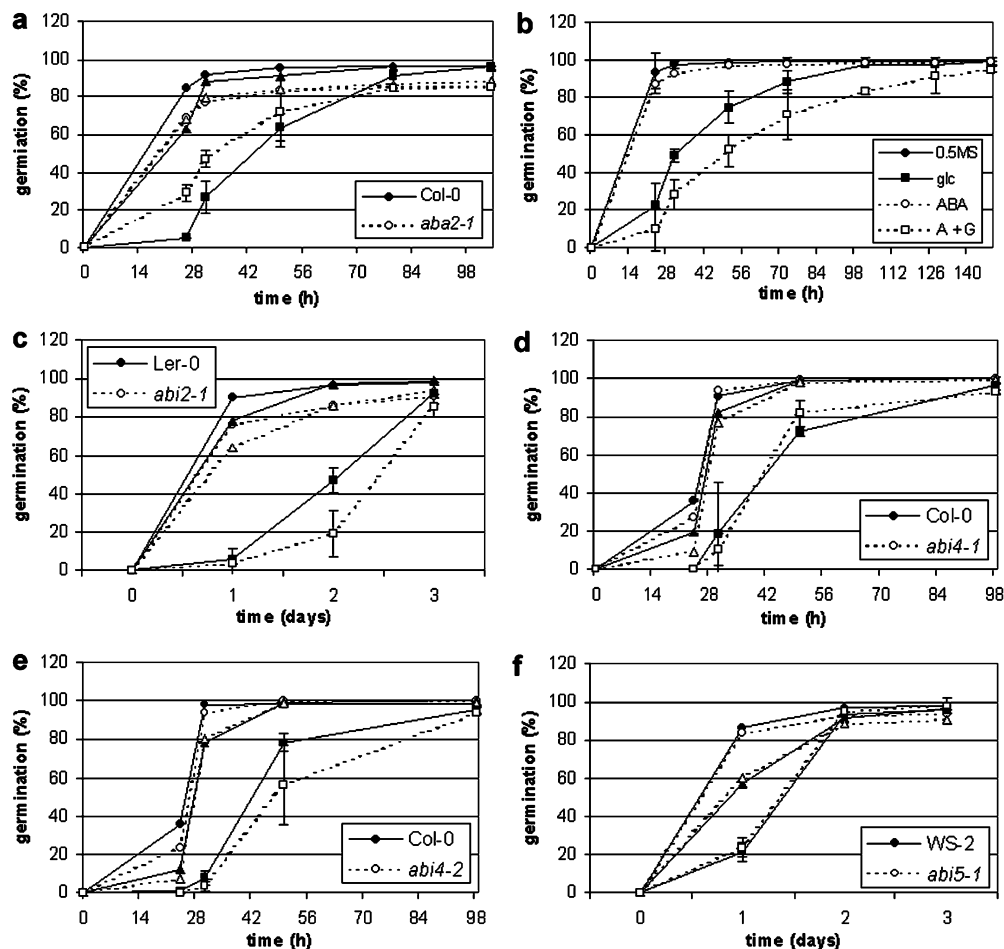 a
germiation (%)
120
100
80
60
40
20
0
Col-0
aba2-1
0 14 28 42 56 70 84 98
time (h)
b
germination (%)
120
100
80
60
40
20
0
0.5MS
glc
ABA
A +G
0 14 28 42 56 70 84 98 112 126 140
time (h)
c
germination (%)
120
100
80
60
40
20
0
Ler-0
abi2-1
0 1 2 3
time (days)
d
germination (%)
120
100
80
60
40
20
0
Col-0
abi4-1
0 14 28 42 56 70 84 98
time (h)
e
germination (%)
120
100
80
60
40
20
0
Col-0
abi4-2
0 14 28 42 56 70 84 98
time (h)
f
germination (%)
120
100
80
60
40
20
0
WS-2
abi5-1
0 1 2 3
time (days)